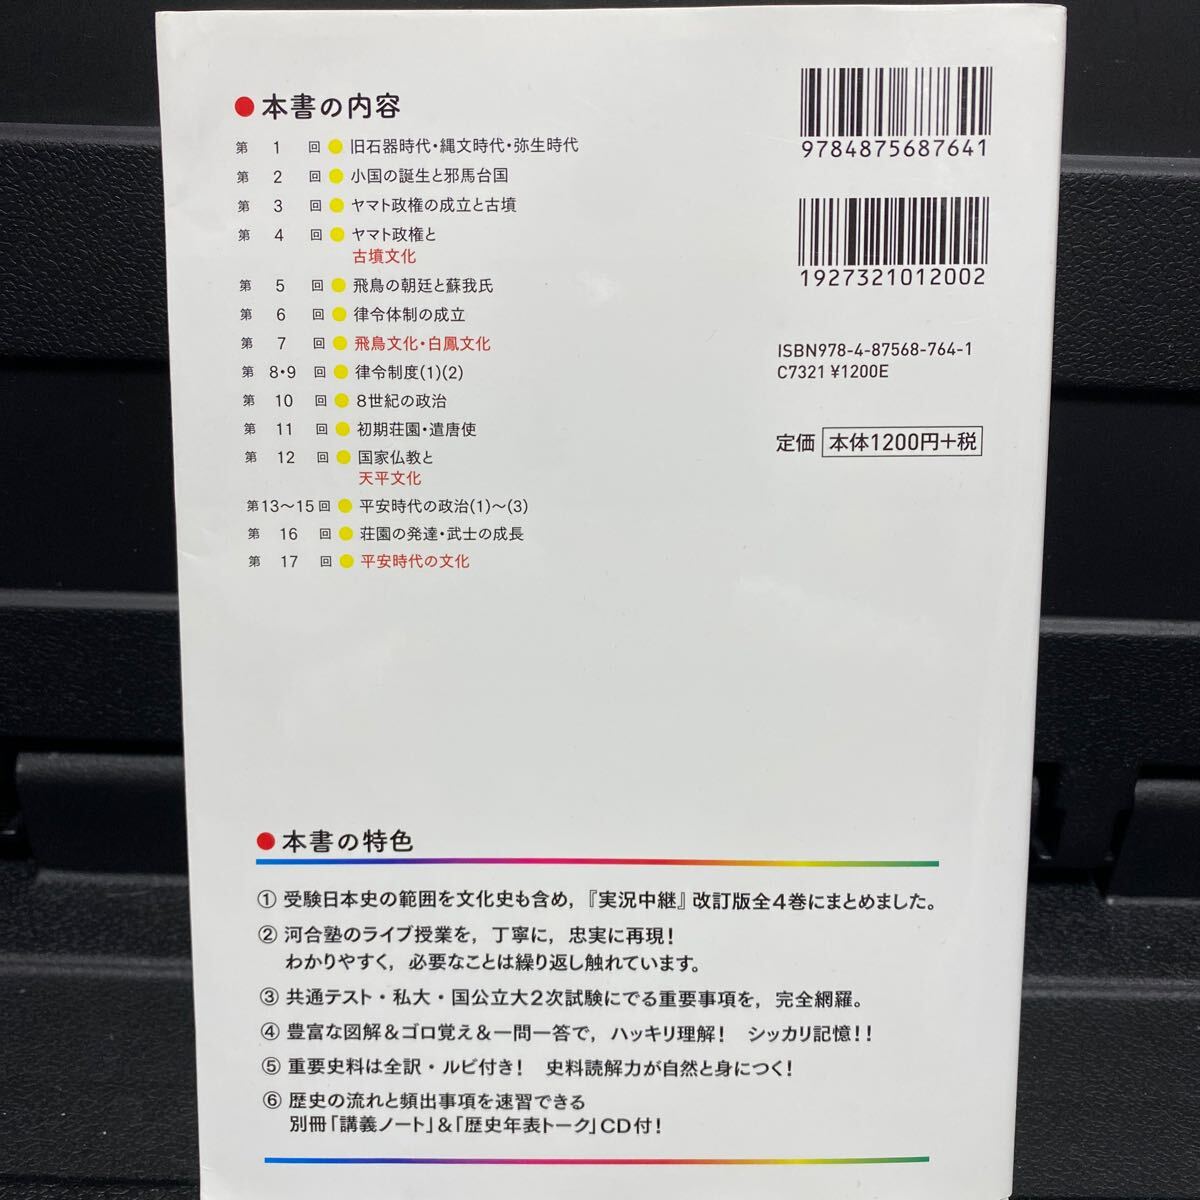 ●本書の内容
第 1 回 ● 旧石器時代・縄文時代・弥生時代
第 2 回 ● 小国の誕生と邪馬台国
第 3 回 ● ヤマト政権の成立と古墳
第 4 回 ● ヤマト政権と
古墳文化
第 5 回 ● 飛鳥の朝廷と蘇我氏
第 6 回 ● 律令体制の成立
第 7 回 ● 飛鳥文化・白鳳文化
第 8・9 回 ● 律令制度(1)(2)
第 10 回 ● 8世紀の政治
第 11 回 ● 初期荘園・遣唐使
第 12 回 ● 国家仏教と
天平文化
第13〜15回 ● 平安時代の政治(1)〜(3)
第 16 回 ● 荘園の発達・武士の成長
第 17 回 ● 平安時代の文化
9784875687641
1927321012002
ISBN978-4-87568-764-1
C7321 ¥1200E
定価 本体1200円+税
●本書の特色
① 受験日本史の範囲を文化史も含め，『実況中継』改訂版全4巻にまとめました。
② 河合塾のライブ授業を，丁寧に，忠実に再現！
わかりやすく，必要なことは繰り返し触れています。
③ 共通テスト・私大・国公立大2次試験にでる重要事項を，完全網羅。
④ 豊富な図解＆ゴロ覚え＆一問一答で，ハッキリ理解！ シッカリ記憶！！
⑤ 重要史料は全訳・ルビ付き！ 史料読解力が自然と身につく！
⑥ 歴史の流れと頻出事項を速習できる
別冊「講義ノート」＆「歴史年表トーク」CD付！